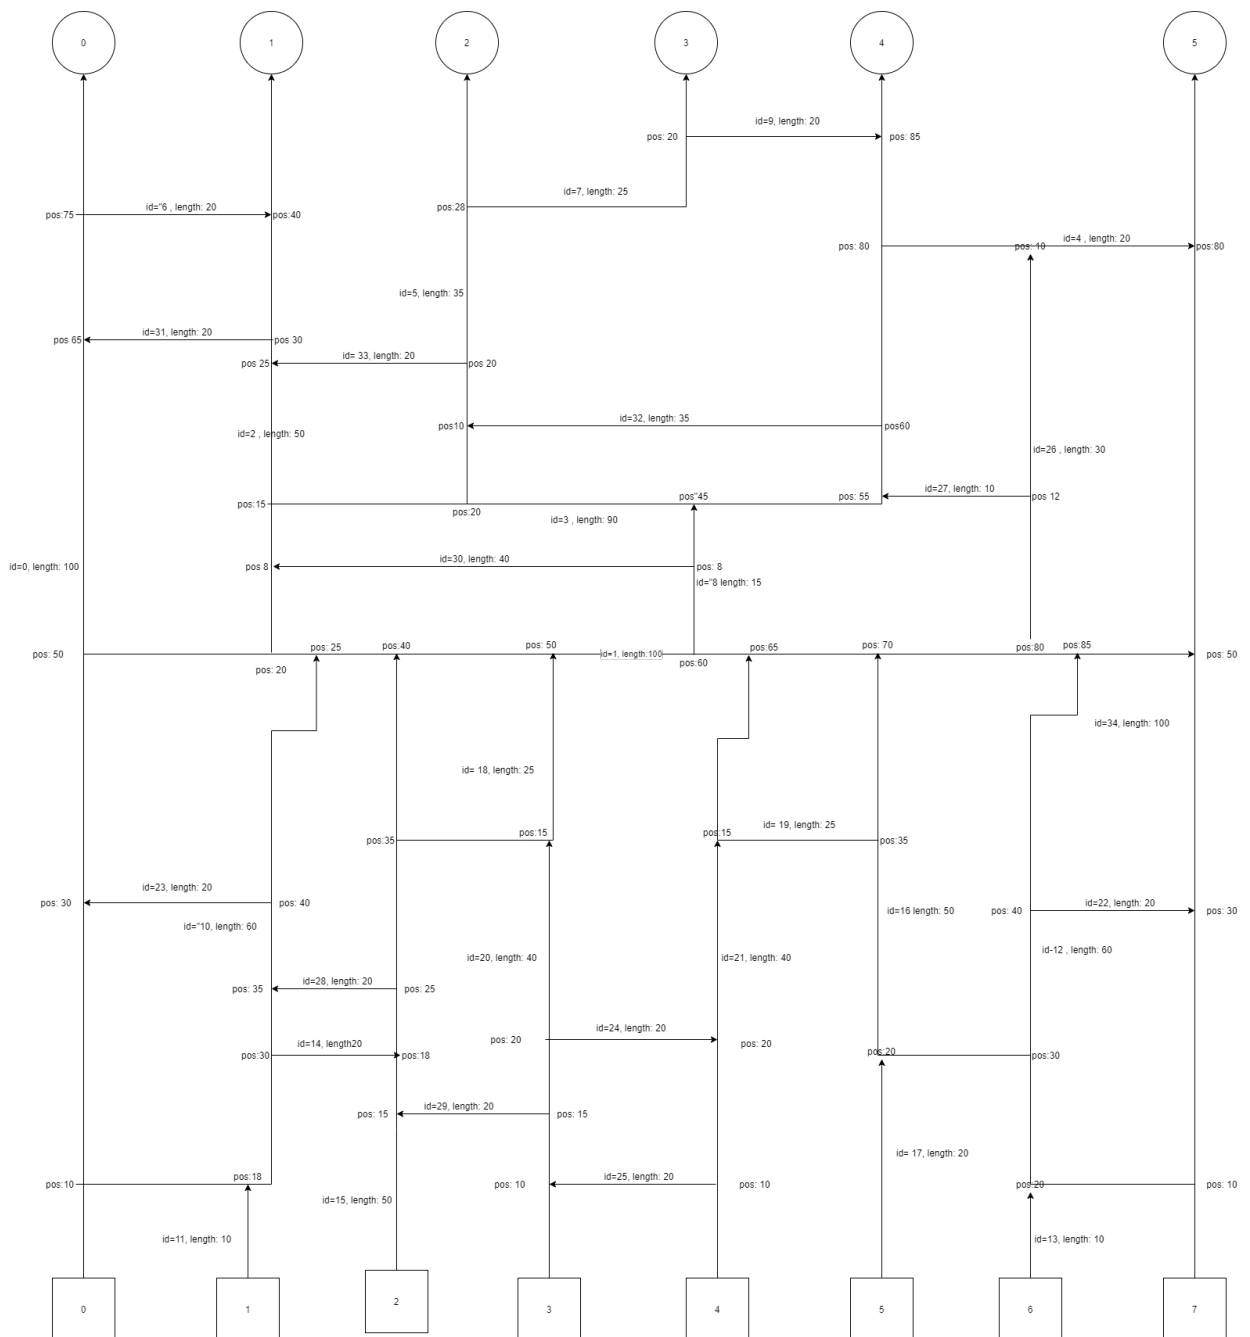 0
1
2
3
4
5
id=9, length: 20
pos: 20
pos: 85
id=7, length: 25
id="6 , length: 20
pos:75
pos:40
pos:28
id=4 , length: 20
pos: 80
pos: 10
pos:80
id=5, length: 35
id=31, length: 20
pos 65
pos 30
id= 33, length: 20
pos 25
pos 20
id=32, length: 35
pos10
pos60
id=2 , length: 50
id=26 , length: 30
id=27, length: 10
pos:15
pos"45
pos: 55
pos 12
pos:20
id=3 , length: 90
id=30, length: 40
id=0, length: 100
pos 8
pos: 8
id="8 length: 15
pos: 25
pos:40
pos: 50
pos:65
pos: 70
pos:80
pos:85
pos: 50
id=1, length:100
pos: 50
pos: 20
pos:60
id=34, length: 100
id= 18, length: 25
id= 19, length: 25
pos:35
pos:15
pos:15
pos:35
id=23, length: 20
id=22, length: 20
pos: 30
pos: 40
id=16 length: 50
pos: 40
pos: 30
id="10, length: 60
id-12 , length: 60
id=20, length: 40
id=21, length: 40
id=28, length: 20
pos: 35
pos: 25
id=24, length: 20
id=14, length20
pos: 20
pos: 20
pos:30
pos:18
pos:20
pos:30
id=29, length: 20
pos: 15
pos: 15
id= 17, length: 20
id=25, length: 20
pos:10
pos:18
pos: 10
pos: 10
pos:20
pos: 10
id=15, length: 50
id=11, length: 10
id=13, length: 10
0
1
2
3
4
5
6
7